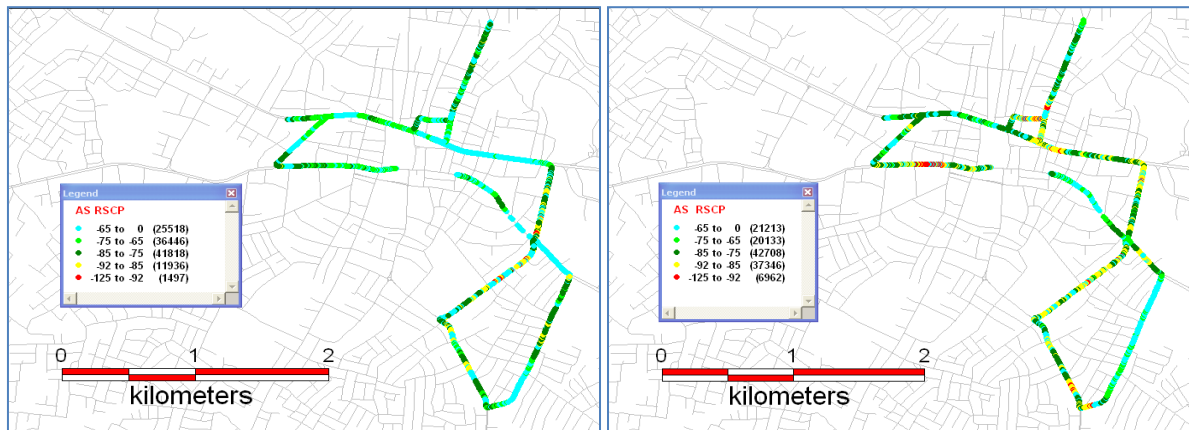 Legend
AS RSCP
-65 to 0 (25518)
-75 to -65 (36446)
-85 to -75 (41818)
-92 to -85 (11936)
-125 to -92 (1497)
0 1 2
kilometers
Legend
AS RSCP
-65 to 0 (21213)
-75 to -65 (20133)
-85 to -75 (42708)
-92 to -85 (37346)
-125 to -92 (6962)
0 1 2
kilometers